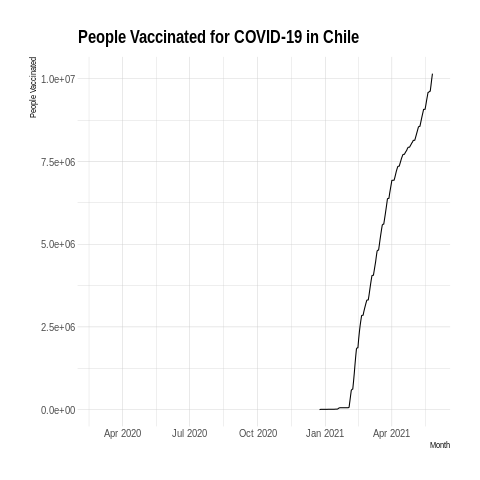 People Vaccinated for COVID-19 in Chile
People Vaccinated
1.0e+07
7.5e+06
5.0e+06
2.5e+06
0.0e+00
Apr 2020 Jul 2020 Oct 2020 Jan 2021 Apr 2021
Month